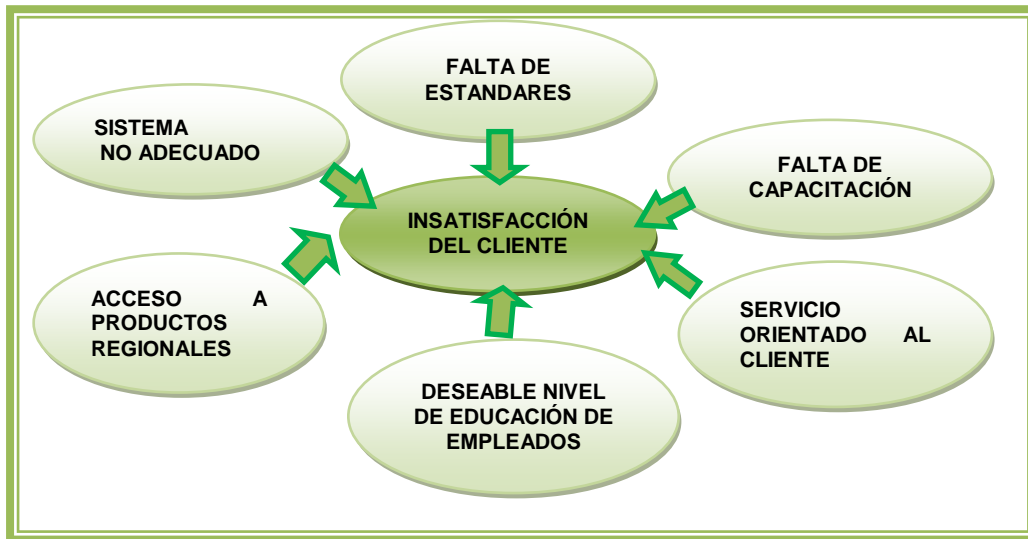 FALTA DE
ESTANDARES
SISTEMA
NO ADECUADO
FALTA DE
CAPACITACIÓN
INSATISFACCIÓN
DEL CLIENTE
ACCESO A
PRODUCTOS
REGIONALES
SERVICIO
ORIENTADO AL
CLIENTE
DESEABLE NIVEL
DE EDUCACIÓN DE
EMPLEADOS